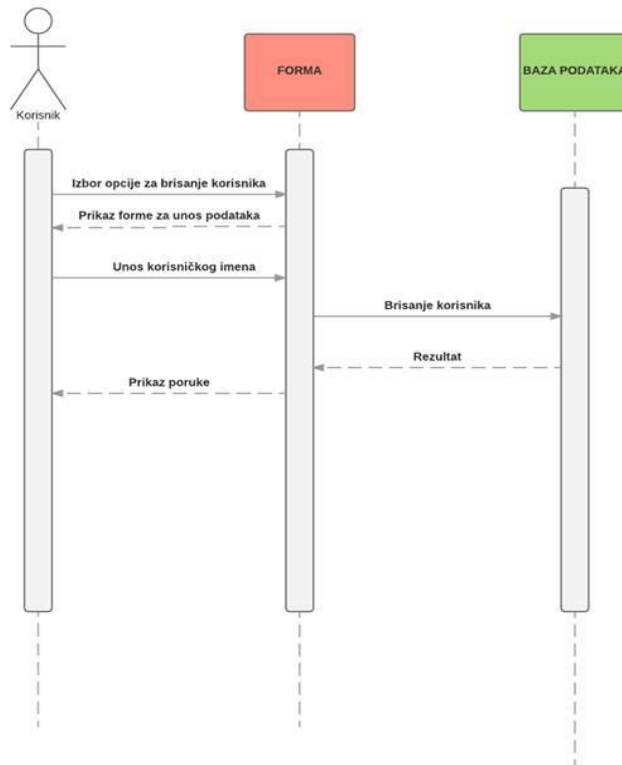 FORMA
BAZA PODATAKA
Korisnik
Izbor opcije za brisanje korisnika
Prikaz forme za unos podataka
Unos korisničkog imena
Brisanje korisnika
Rezultat
Prikaz poruke